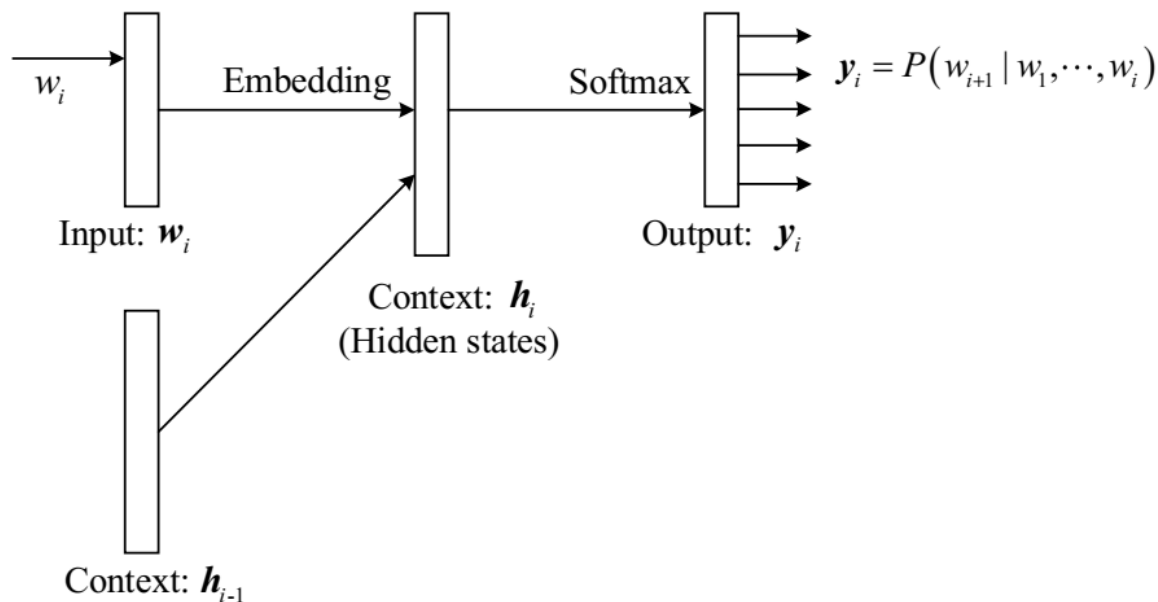 w_i
Embedding
Softmax
y_i = P(w_{i+1} | w_1,⋯,w_i)
Input: w_i
Output: y_i
Context: h_i
(Hidden states)
Context: h_{i-1}